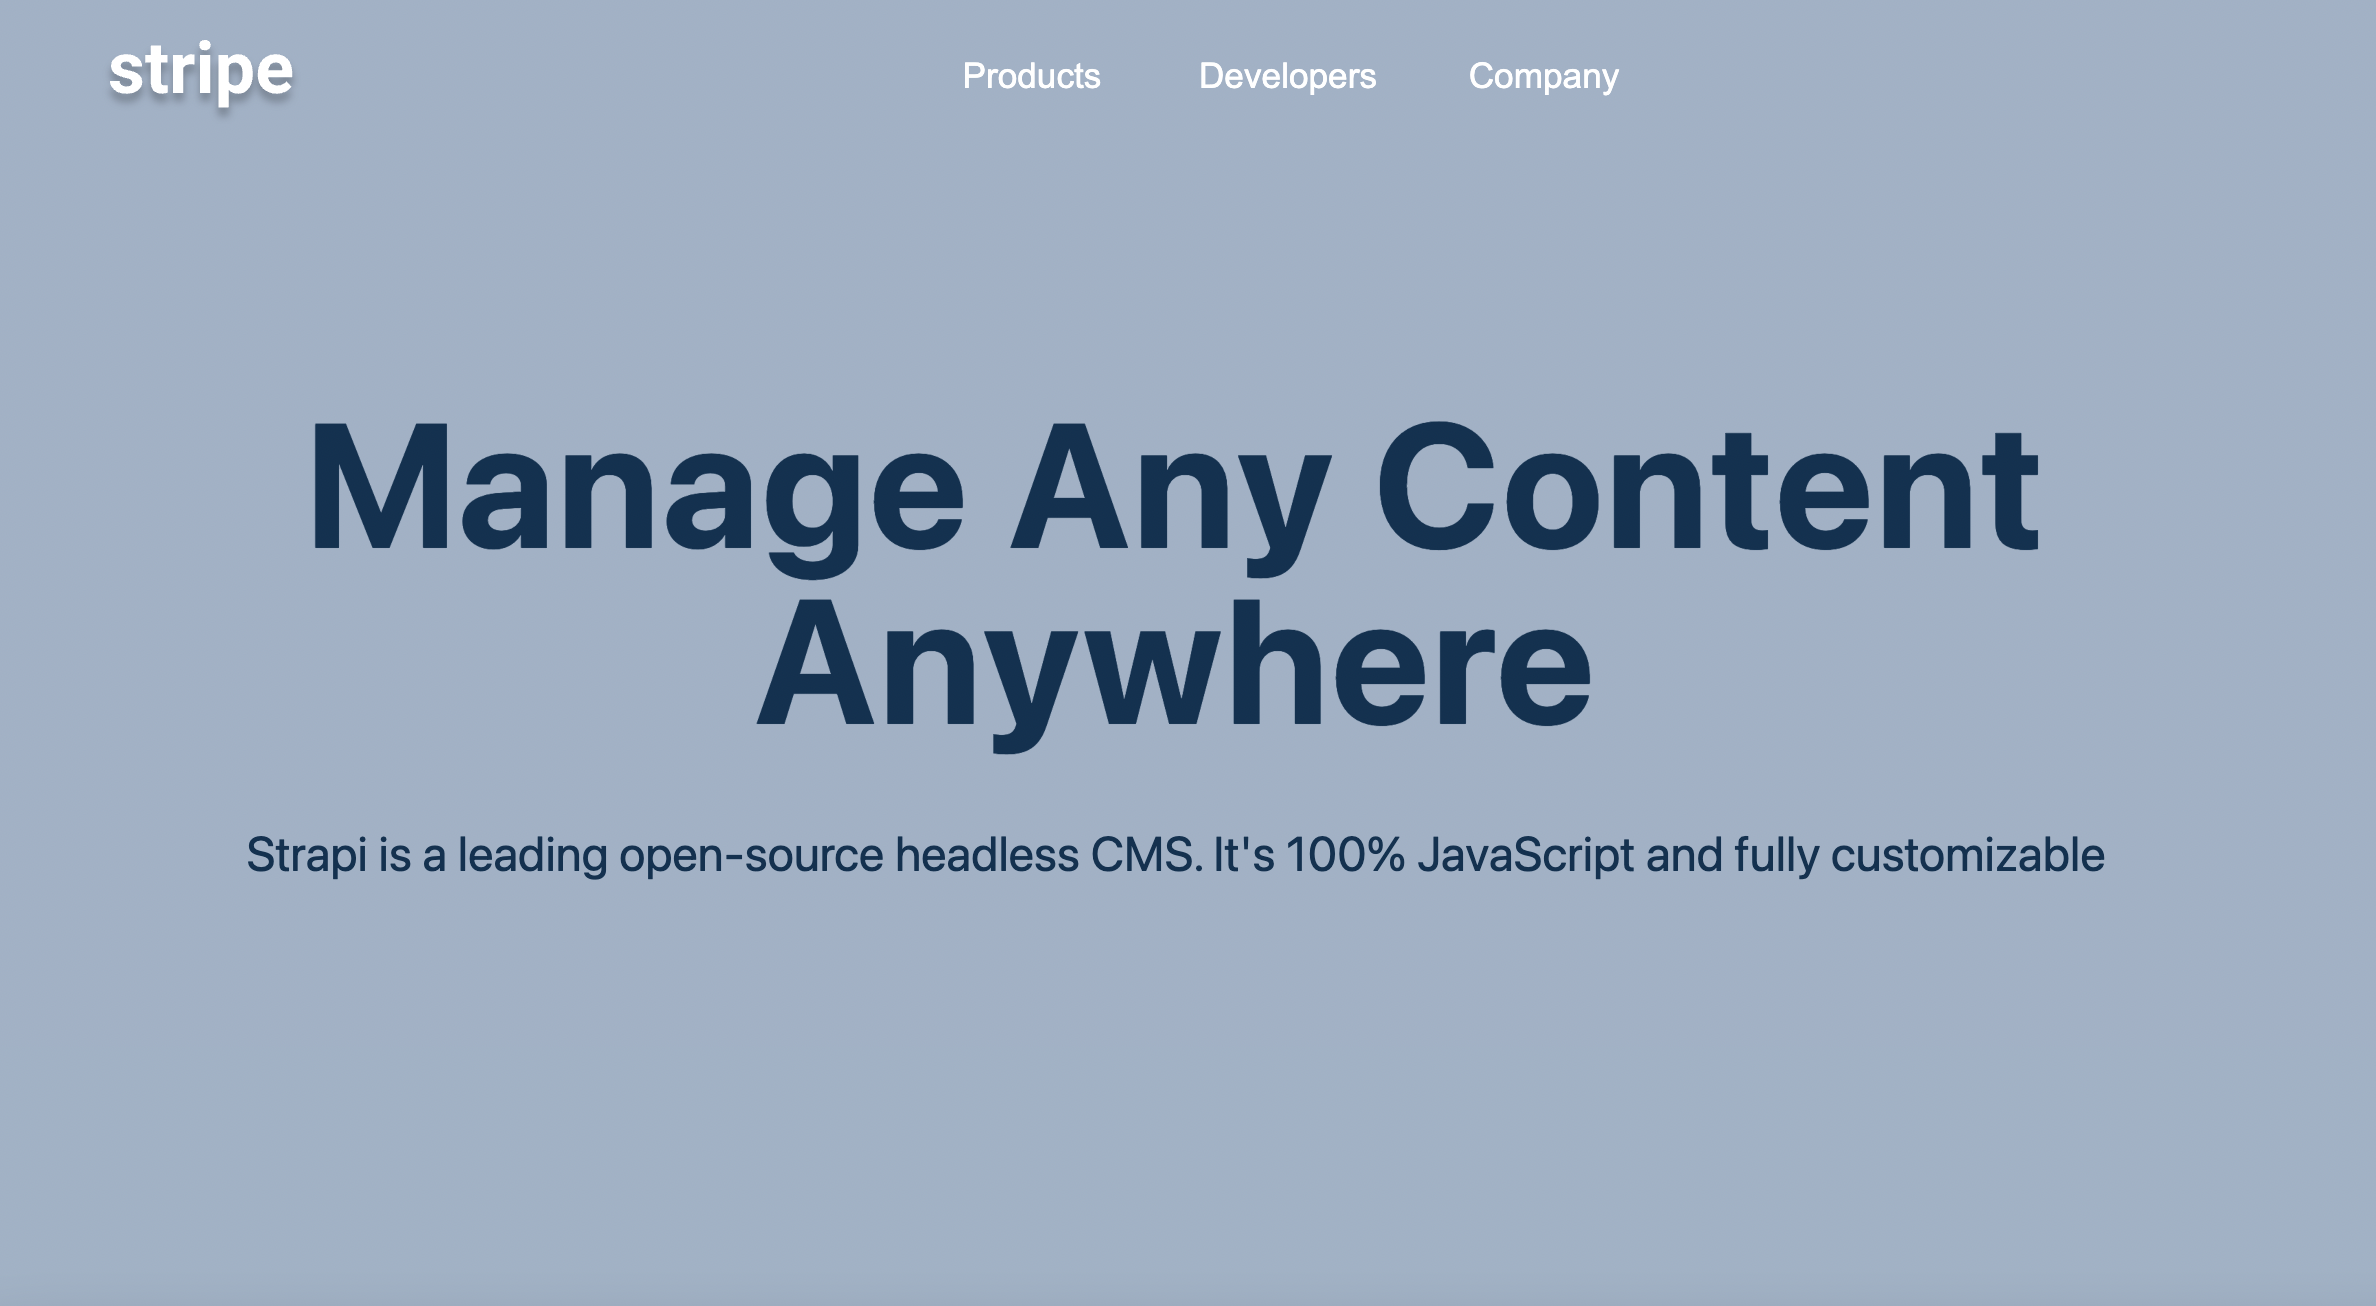 stripe
Products Developers Company
Manage Any Content
Anywhere
Strapi is a leading open-source headless CMS. It's 100% JavaScript and fully customizable